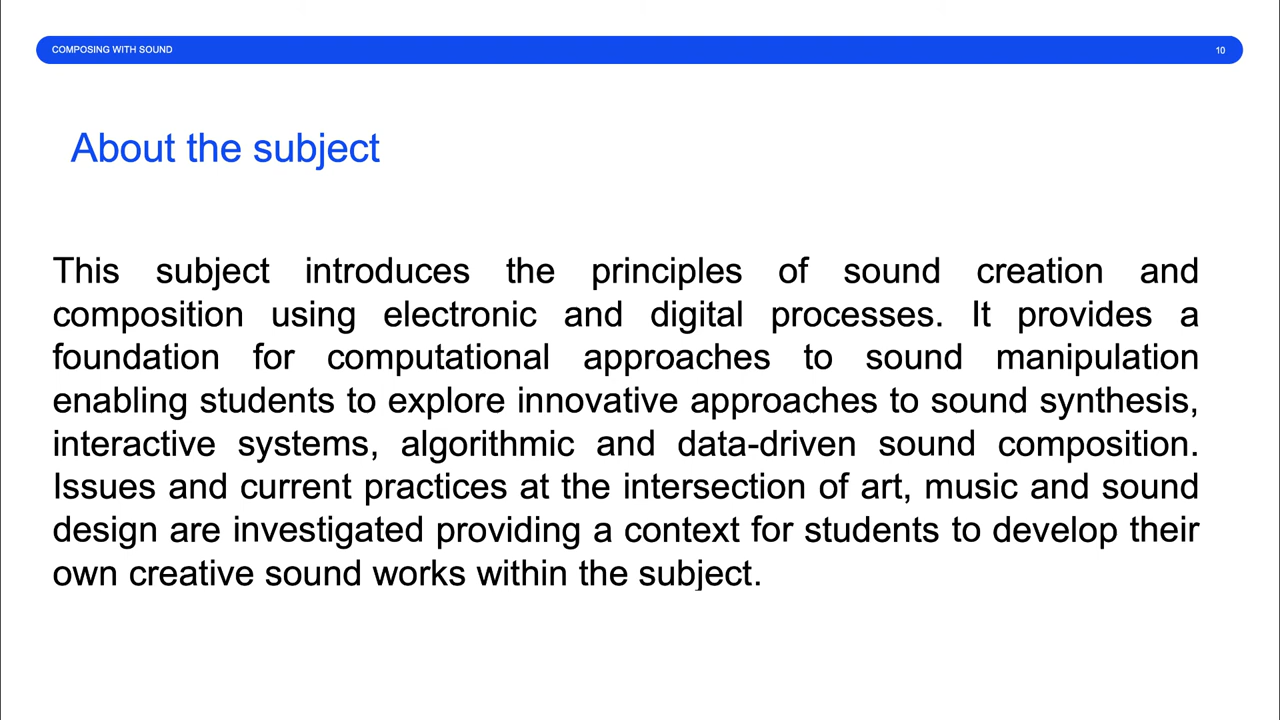 COMPOSING WITH SOUND 10
About the subject
This subject introduces the principles of sound creation and
composition using electronic and digital processes. It provides a
foundation for computational approaches to sound manipulation
enabling students to explore innovative approaches to sound synthesis,
interactive systems, algorithmic and data-driven sound composition.
Issues and current practices at the intersection of art, music and sound
design are investigated providing a context for students to develop their
own creative sound works within the subject.